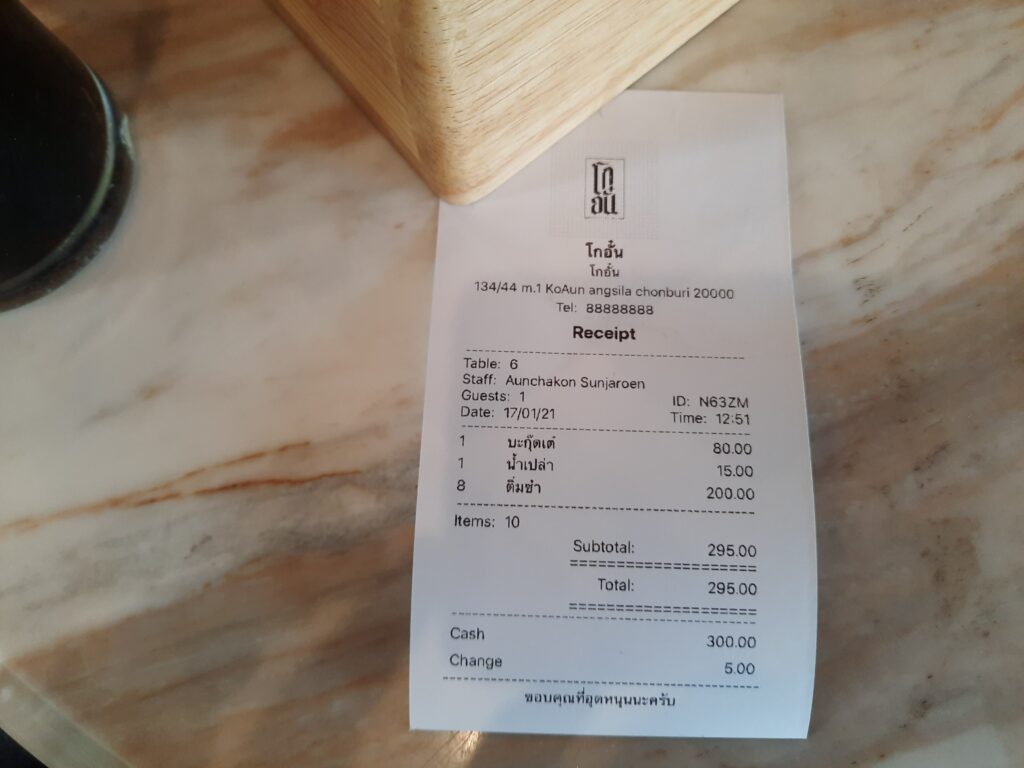 โก
อั้น
โกอั๋น
โกอั๋น
134/44 m.1 KoAun angsila chonburi 20000
Tel: 88888888
Receipt
Table: 6
Staff: Aunchakon Sunjaroen
Guests: 1 ID: N63ZM
Date: 17/01/21 Time: 12:51
1 บะกุ๊ดเต๋ 80.00
1 น้ำเปล่า 15.00
8 ติ่มซำ 200.00
Items: 10
Subtotal: 295.00
Total: 295.00
Cash 300.00
Change 5.00
ขอบคุณที่อุดหนุนนะครับ